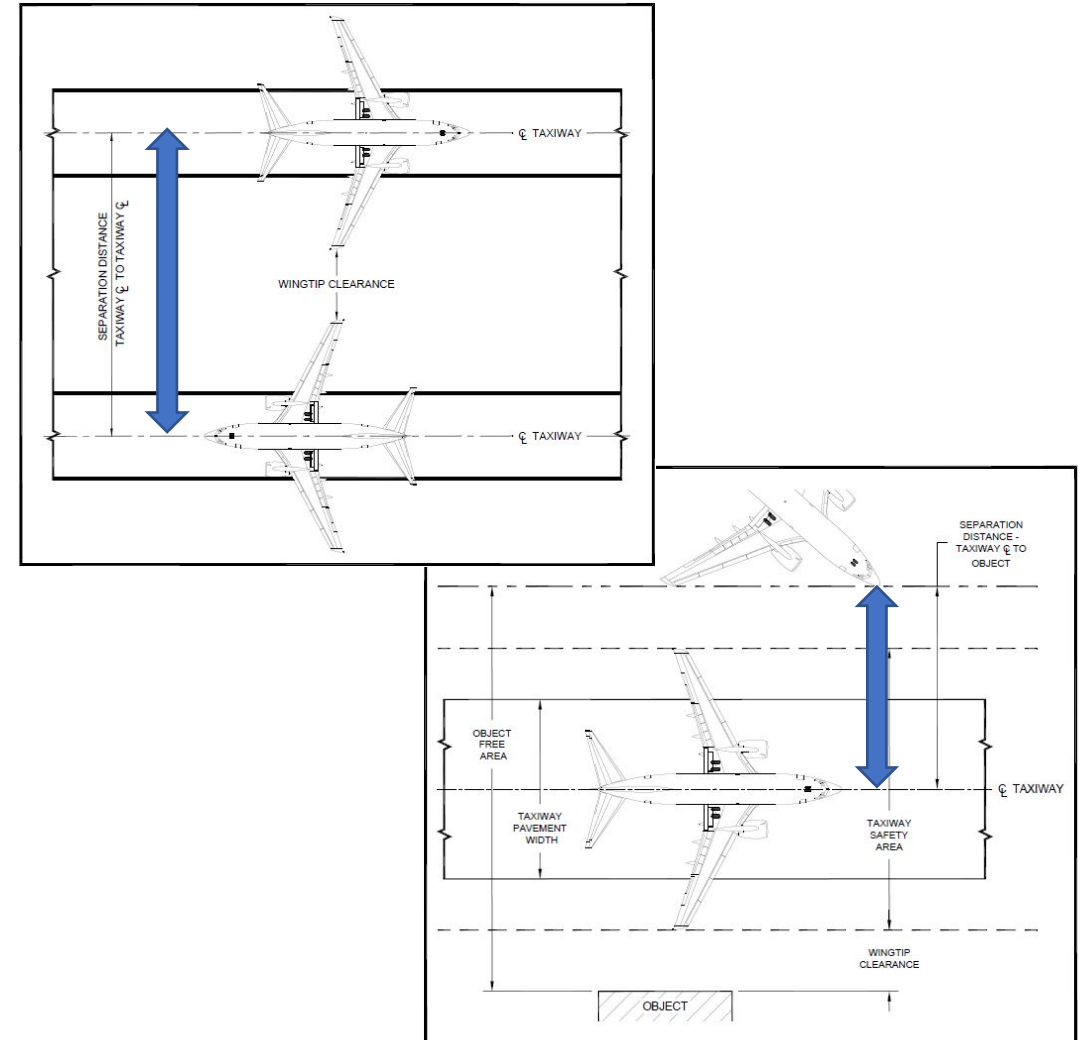 ℄ TAXIWAY
SEPARATION DISTANCE
TAXIWAY ℄ TO TAXIWAY ℄
WINGTIP CLEARANCE
℄ TAXIWAY
SEPARATION
DISTANCE -
TAXIWAY ℄ TO
OBJECT
OBJECT
FREE
AREA
TAXIWAY
PAVEMENT
WIDTH
℄ TAXIWAY
TAXIWAY
SAFETY
AREA
WINGTIP
CLEARANCE
OBJECT